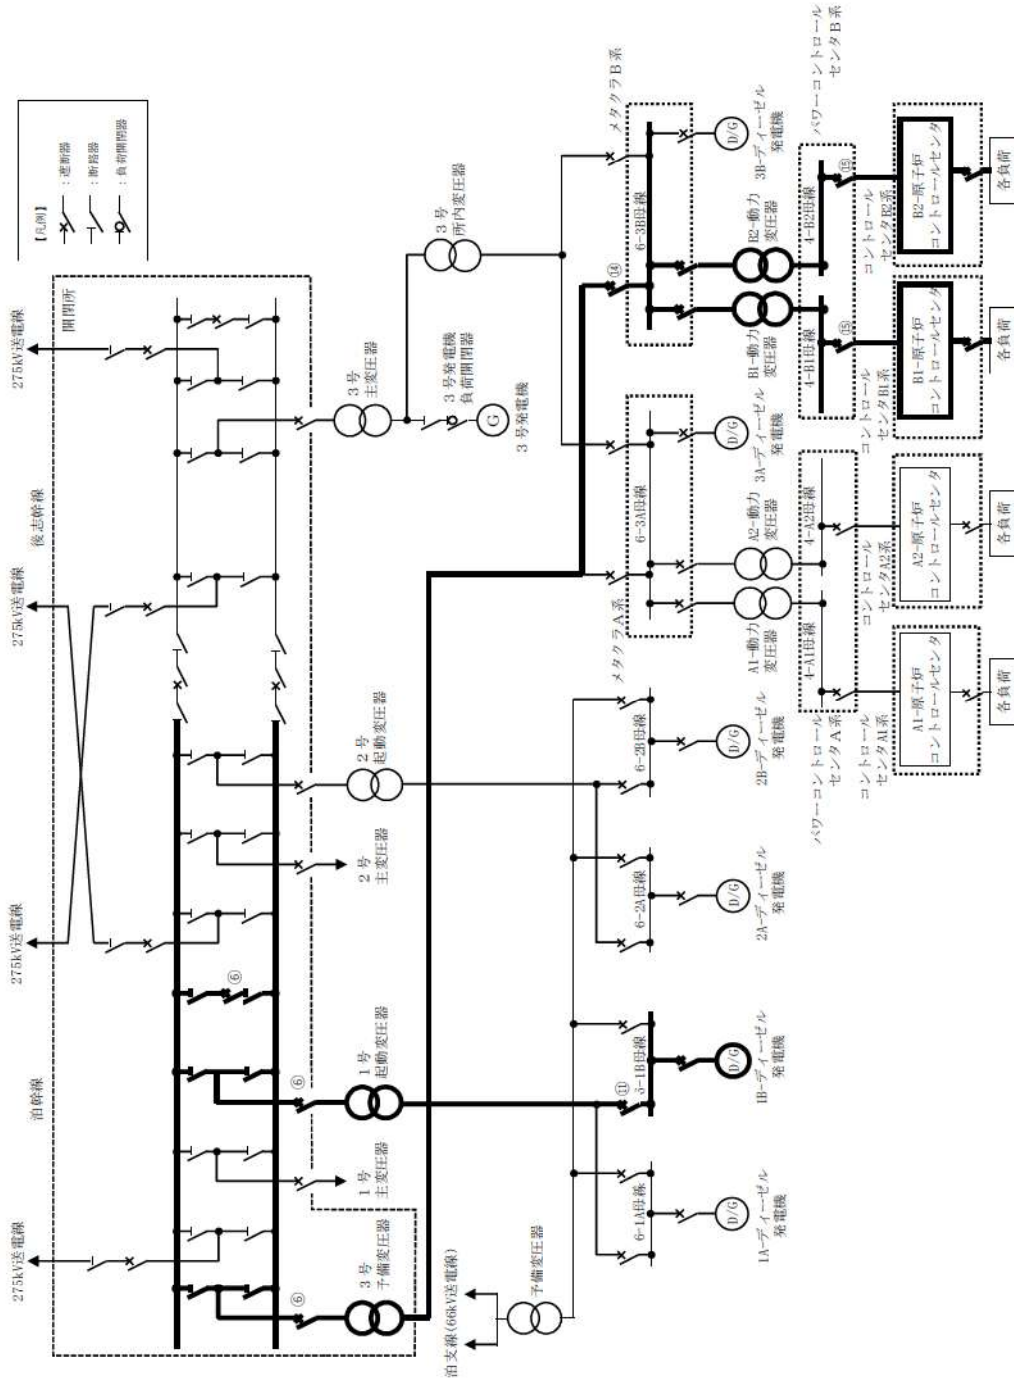 【凡例】
：遮断器
：断路器
：負荷開閉器
開閉所
275kV送電線
275kV送電線
275kV送電線
275kV送電線
泊幹線
後志幹線
⑥
⑥
⑥
3号
予備変圧器
1号
主変圧器
1号
起動変圧器
2号
主変圧器
2号
起動変圧器
3号
主変圧器
3号発電機
負荷開閉器
G
3号発電機
3号
所内変圧器
泊支線(66kV送電線)
予備変圧器
6-1A母線
D/G
1A-ディーゼル
発電機
⑪
-1B母線
D/G
1B-ディーゼル
発電機
6-2A母線
D/G
2A-ディーゼル
発電機
6-2B母線
D/G
2B-ディーゼル
発電機
メタクラA系
6-3A母線
D/G
3A-ディーゼル
発電機
A1-動力
変圧器
A2-動力
変圧器
メタクラB系
⑭
6-3B母線
D/G
3B-ディーゼル
発電機
B1-動力
変圧器
B2-動力
変圧器
パワーコントロール
センタA系
4-A1母線
4-A2母線
パワーコントロール
センタB系
4-B1母線
4-B2母線
⑮
⑮
コントロール
センタA1系
A1-原子炉
コントロールセンタ
各負荷
コントロール
センタA2系
A2-原子炉
コントロールセンタ
各負荷
コントロール
センタB1系
B1-原子炉
コントロールセンタ
各負荷
コントロール
センタB2系
B2-原子炉
コントロールセンタ
各負荷